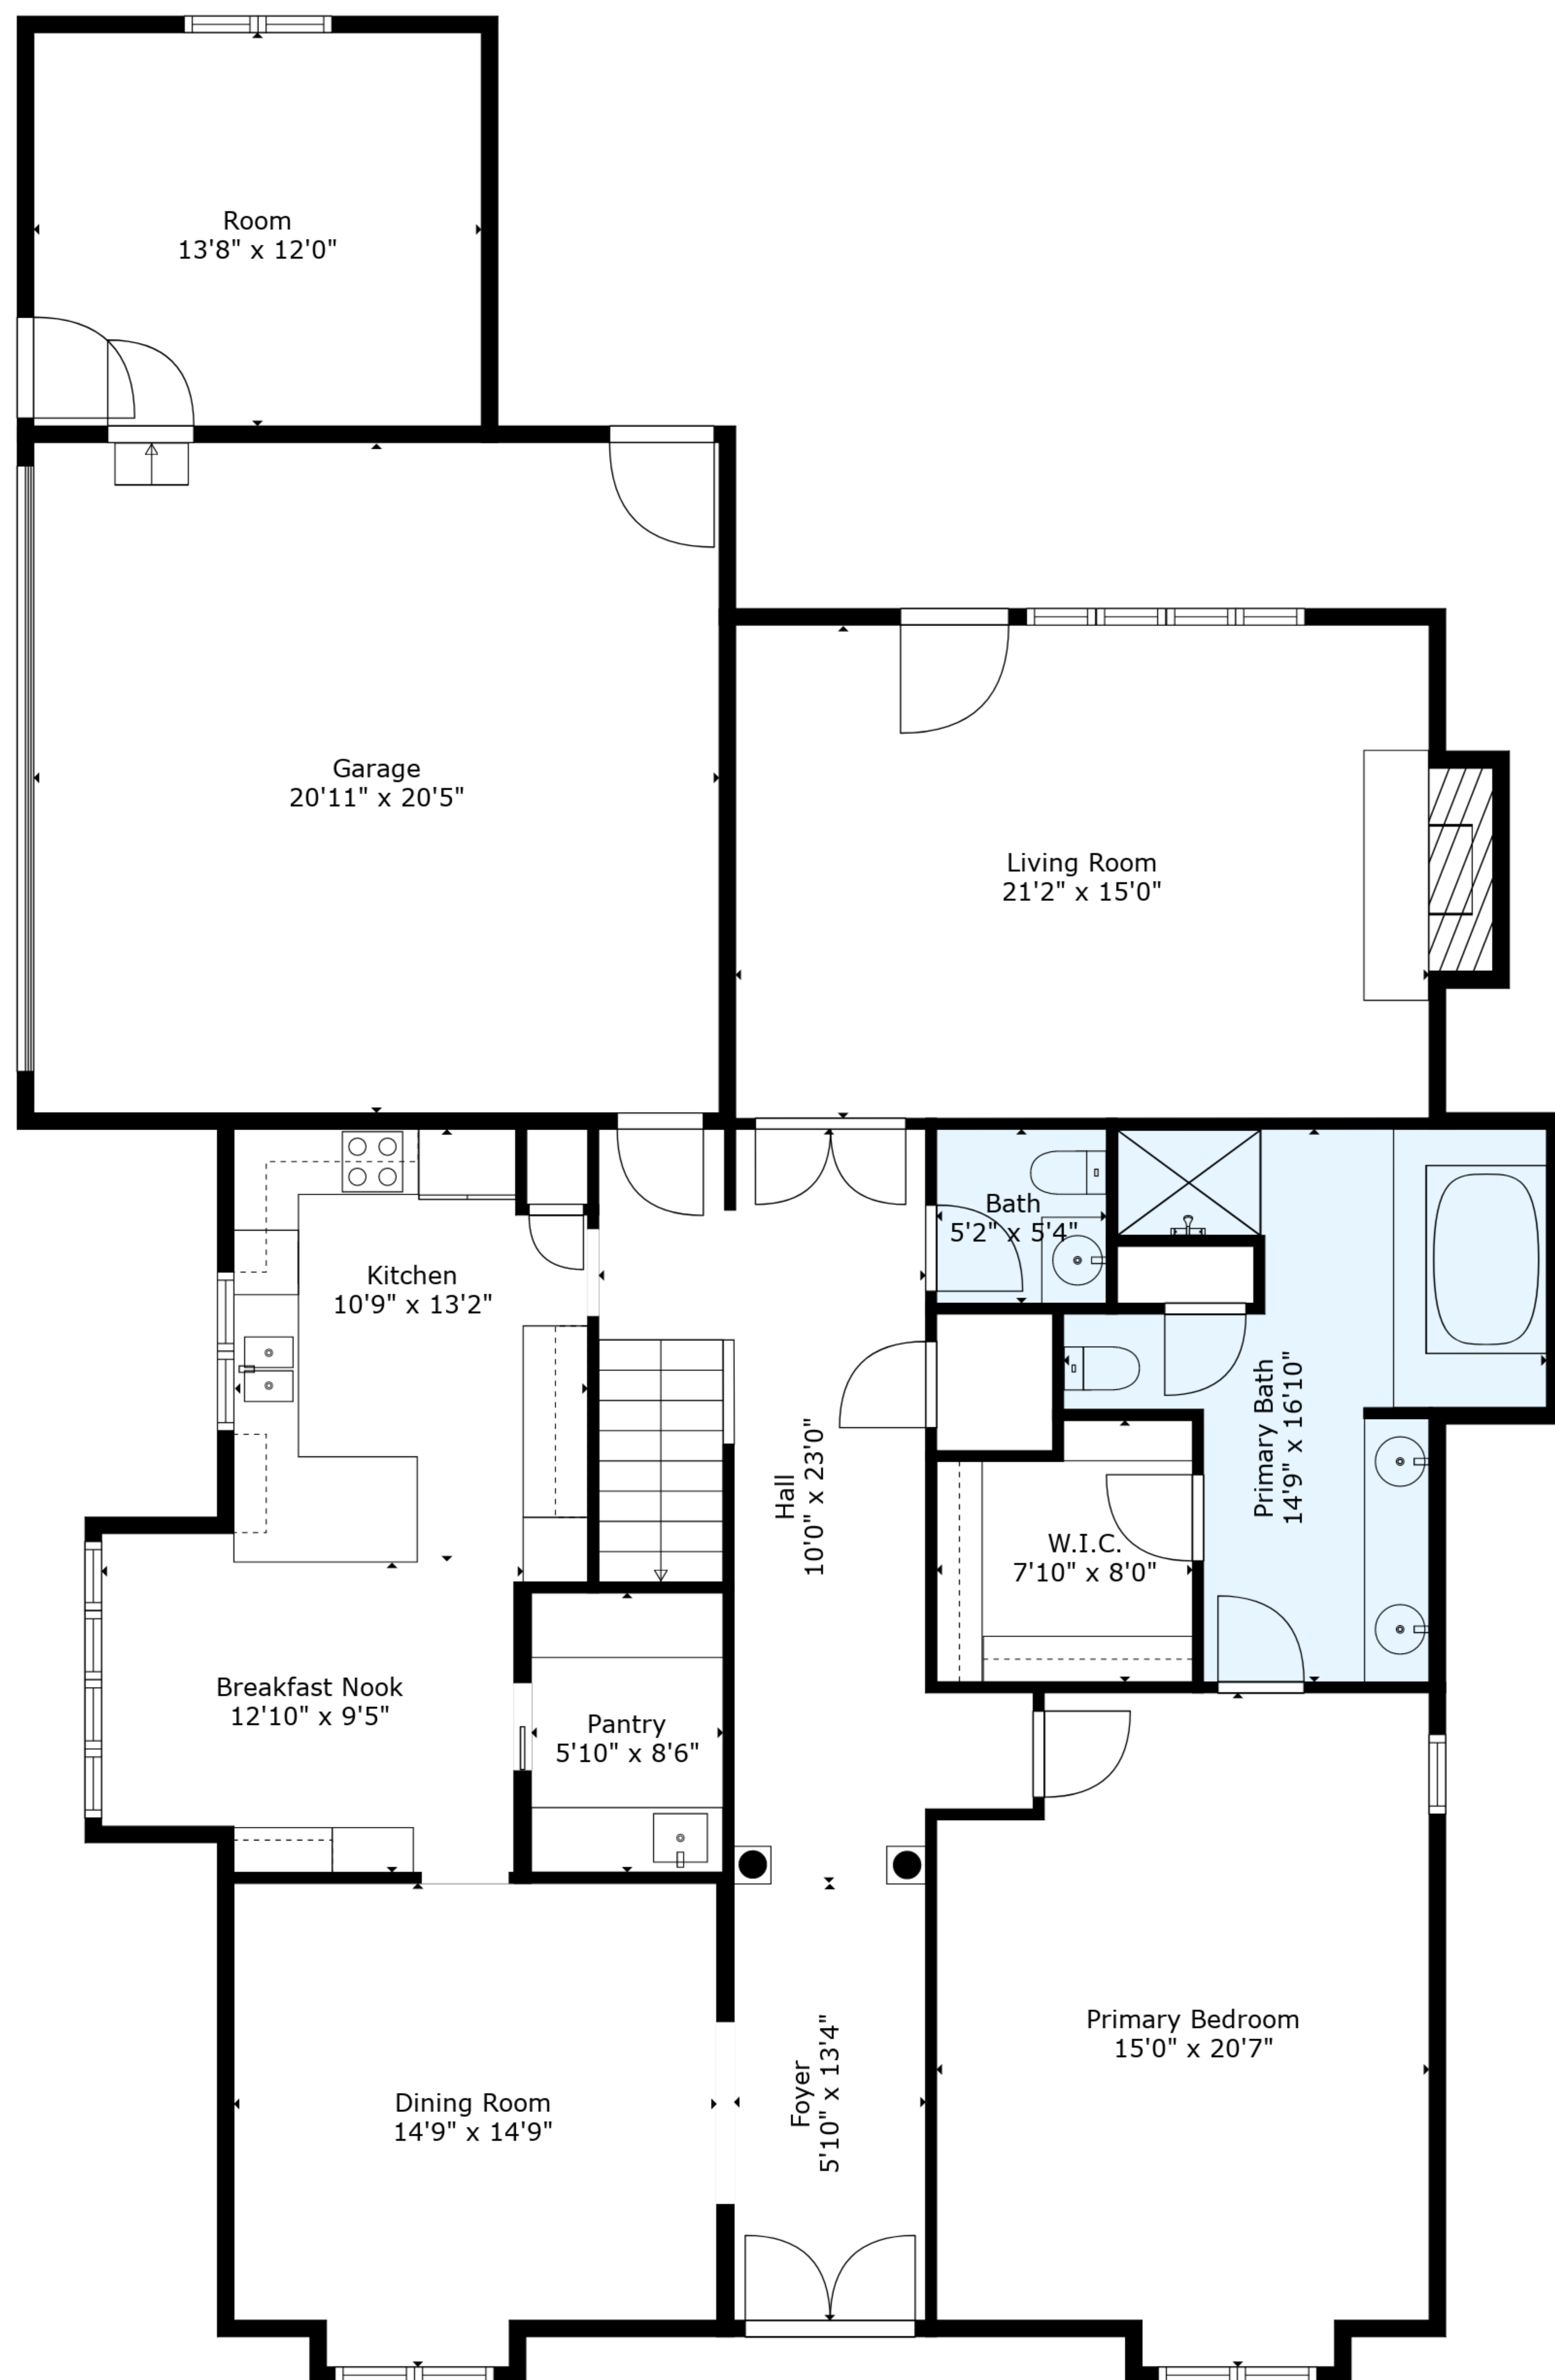 Room
13'8" x 12'0"
Garage
20'11" x 20'5"
Living Room
21'2" x 15'0"
Bath
5'2" x 5'4"
Kitchen
10'9" x 13'2"
Primary Bath
14'9" x 16'10"
Hall
10'0" x 23'0"
W.I.C.
7'10" x 8'0"
Breakfast Nook
12'10" x 9'5"
Pantry
5'10" x 8'6"
Primary Bedroom
15'0" x 20'7"
Foyer
5'10" x 13'4"
Dining Room
14'9" x 14'9"